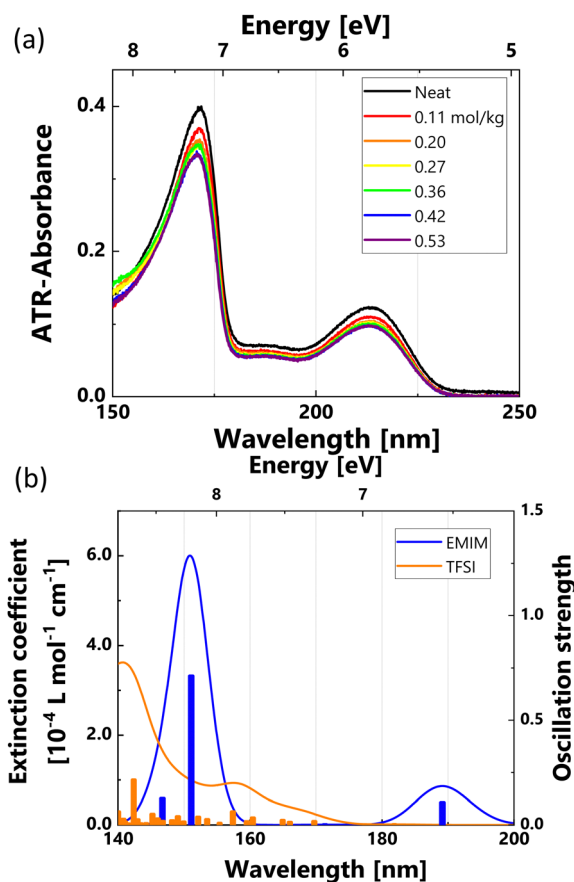 (a)
Energy [eV]
8 7 6 5
ATR-Absorbance
0.4
0.2
0.0
Neat
0.11 mol/kg
0.20
0.27
0.36
0.42
0.53
150 200 250
Wavelength [nm]
(b)
Energy [eV]
8 7
Extinction coefficient
[10-4 L mol-1 cm-1]
6.0
4.0
2.0
0.0
EMIM
TFSI
1.5
1.0
0.5
0.0
Oscillation strength
140 160 180 200
Wavelength [nm]